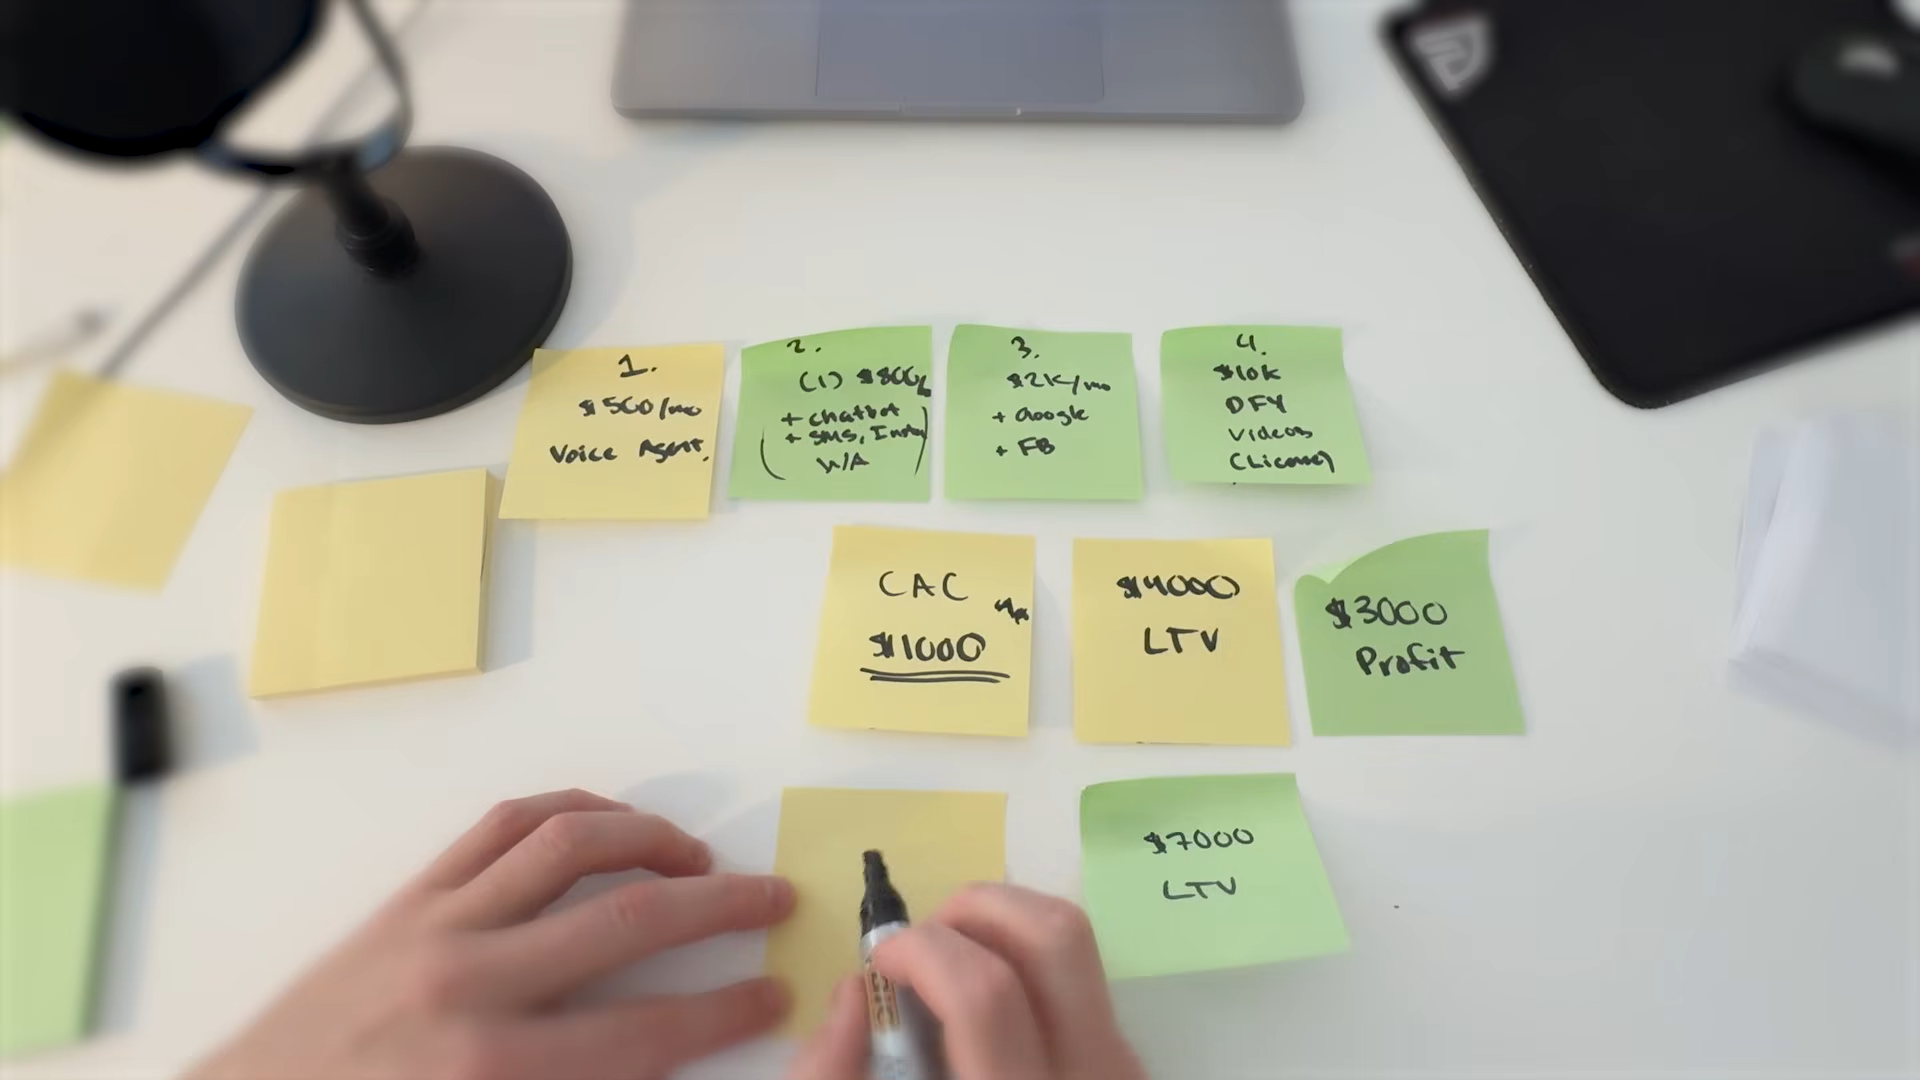 1.
$500/mo
Voice Agent.
2.
(1) $800/
+ chatbot
+ SMS, Insta
W/A
3.
$2K/mo
+ Google
+ FB
4.
$10K
DFY
Videos
CAC
$1000
$4000
LTV
$3000
Profit
$7000
LTV